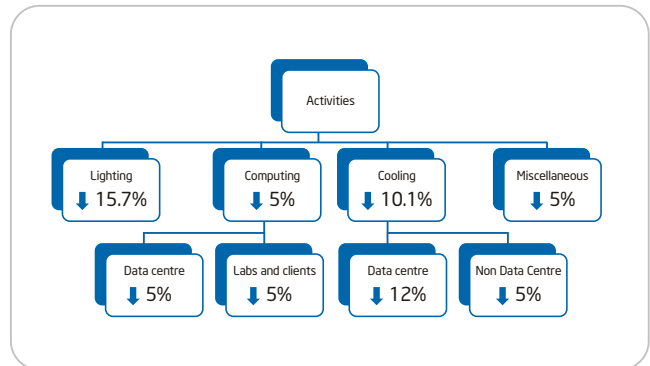 Activities
Lighting
15.7%
Computing
5%
Cooling
10.1%
Miscellaneous
5%
Data centre
5%
Labs and clients
5%
Data centre
12%
Non Data Centre
5%